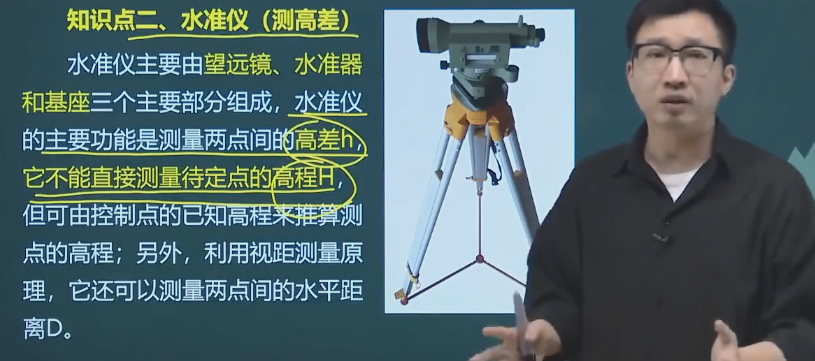 知识点二、水准仪（测高差）
水准仪主要由望远镜、水准器
和基座三个主要部分组成，水准仪
的主要功能是测量两点间的高差h，
它不能直接测量待定点的高程H，
但可由控制点的已知高程来推算测
点的高程；另外，利用视距测量原
理，它还可以测量两点间的水平距
离D。